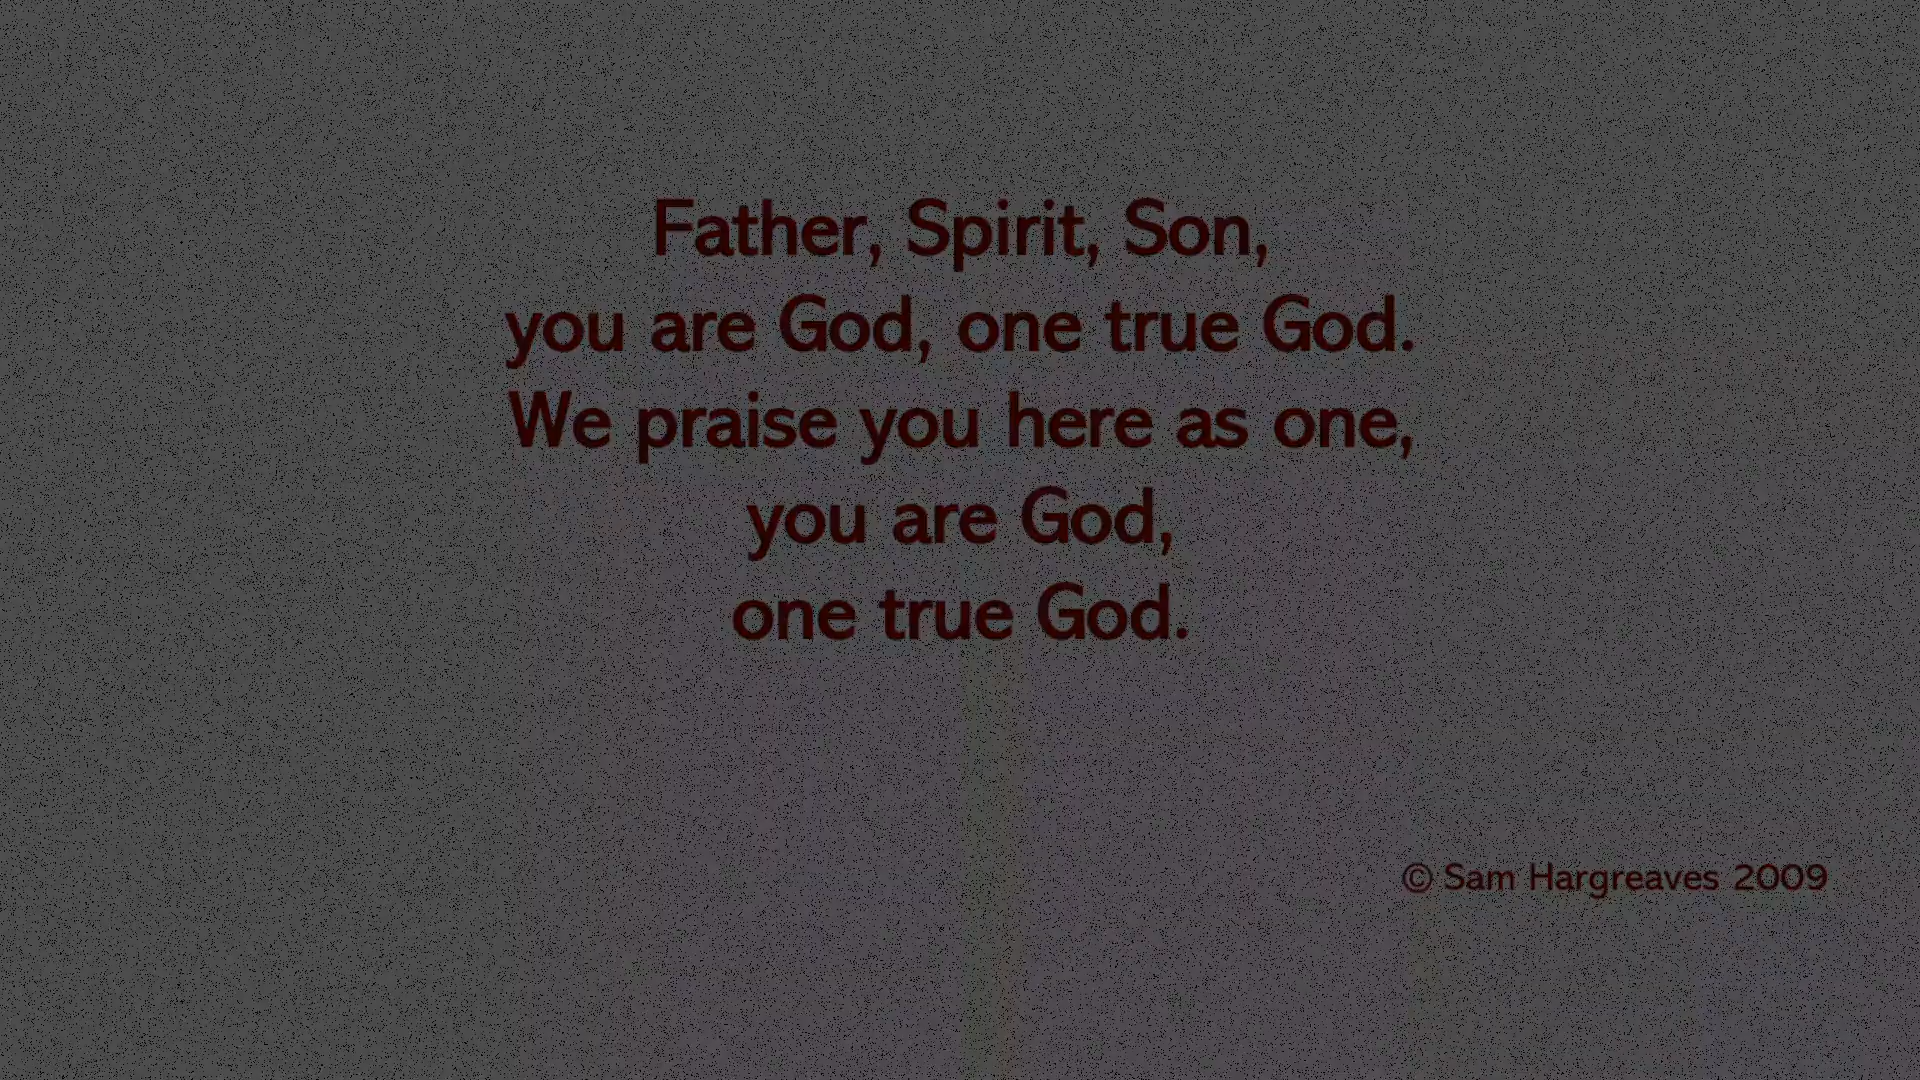 Father, Spirit, Son,
you are God, one true God.
We praise you here as one,
you are God,
one true God.
© Sam Hargreaves 2009